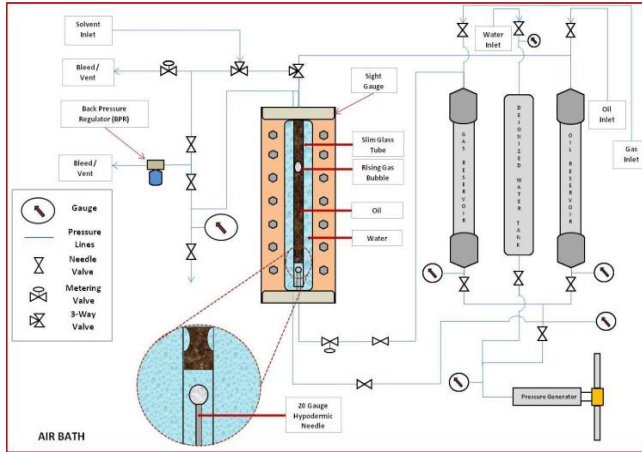 Solvent
Inlet
Bleed/
Vent
Back Pressure
Regulator (BPR)
Bleed/
Vent
Gauge
Pressure
Lines
Needle
Valve
Metering
Valve
3-Way
Valve
AIR BATH
Sight
Gauge
Slim Glass
Tube
Rising Gas
Bubble
Oil
Water
20 Gauge
Hypodermic
Needle
Water
Inlet
Oil
Inlet
Gas
Inlet
GAS RESERVOIR
DEIONIZED WATER TANK
OIL RESERVOIR
Pressure Generator